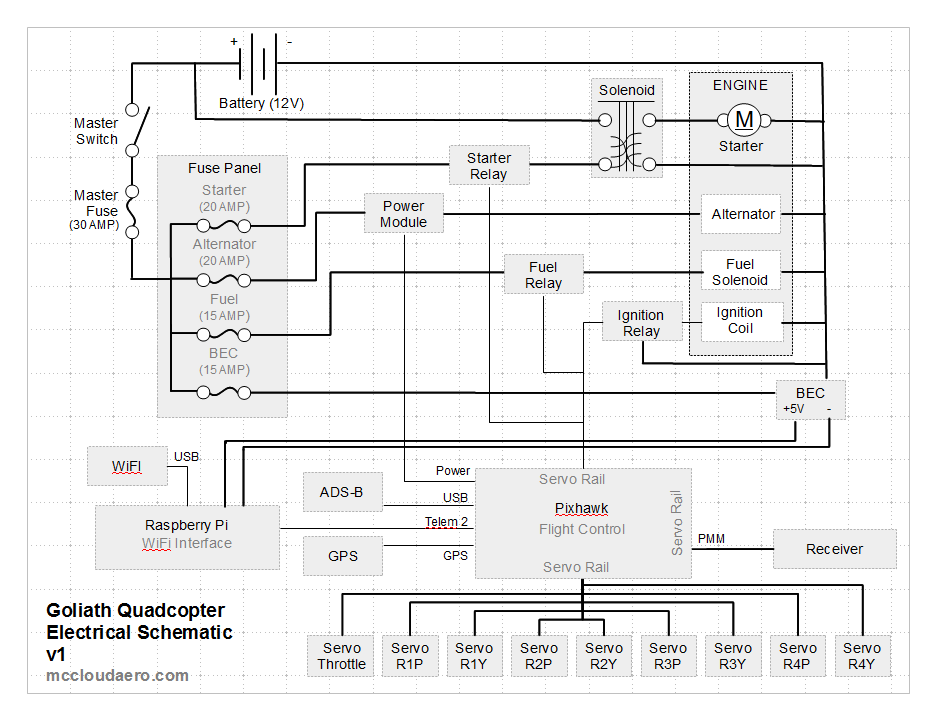 +
-
Battery (12V)
Master
Switch
Master
Fuse
(30 AMP)
Fuse Panel
Starter
(20 AMP)
Alternator
(20 AMP)
Fuel
(15 AMP)
BEC
(15 AMP)
Starter
Relay
Power
Module
Fuel
Relay
Ignition
Relay
Solenoid
ENGINE
M
Starter
Alternator
Fuel
Solenoid
Ignition
Coil
BEC
+5V
-
WiFI
USB
Raspberry Pi
WiFi Interface
ADS-B
GPS
Power
USB
Telem 2
GPS
Servo Rail
Pixhawk
Flight Control
Servo Rail
Servo Rail
PMM
Receiver
Goliath Quadcopter
Electrical Schematic
v1
mccloudaero.com
Servo
Throttle
Servo
R1P
Servo
R1Y
Servo
R2P
Servo
R2Y
Servo
R3P
Servo
R3Y
Servo
R4P
Servo
R4Y